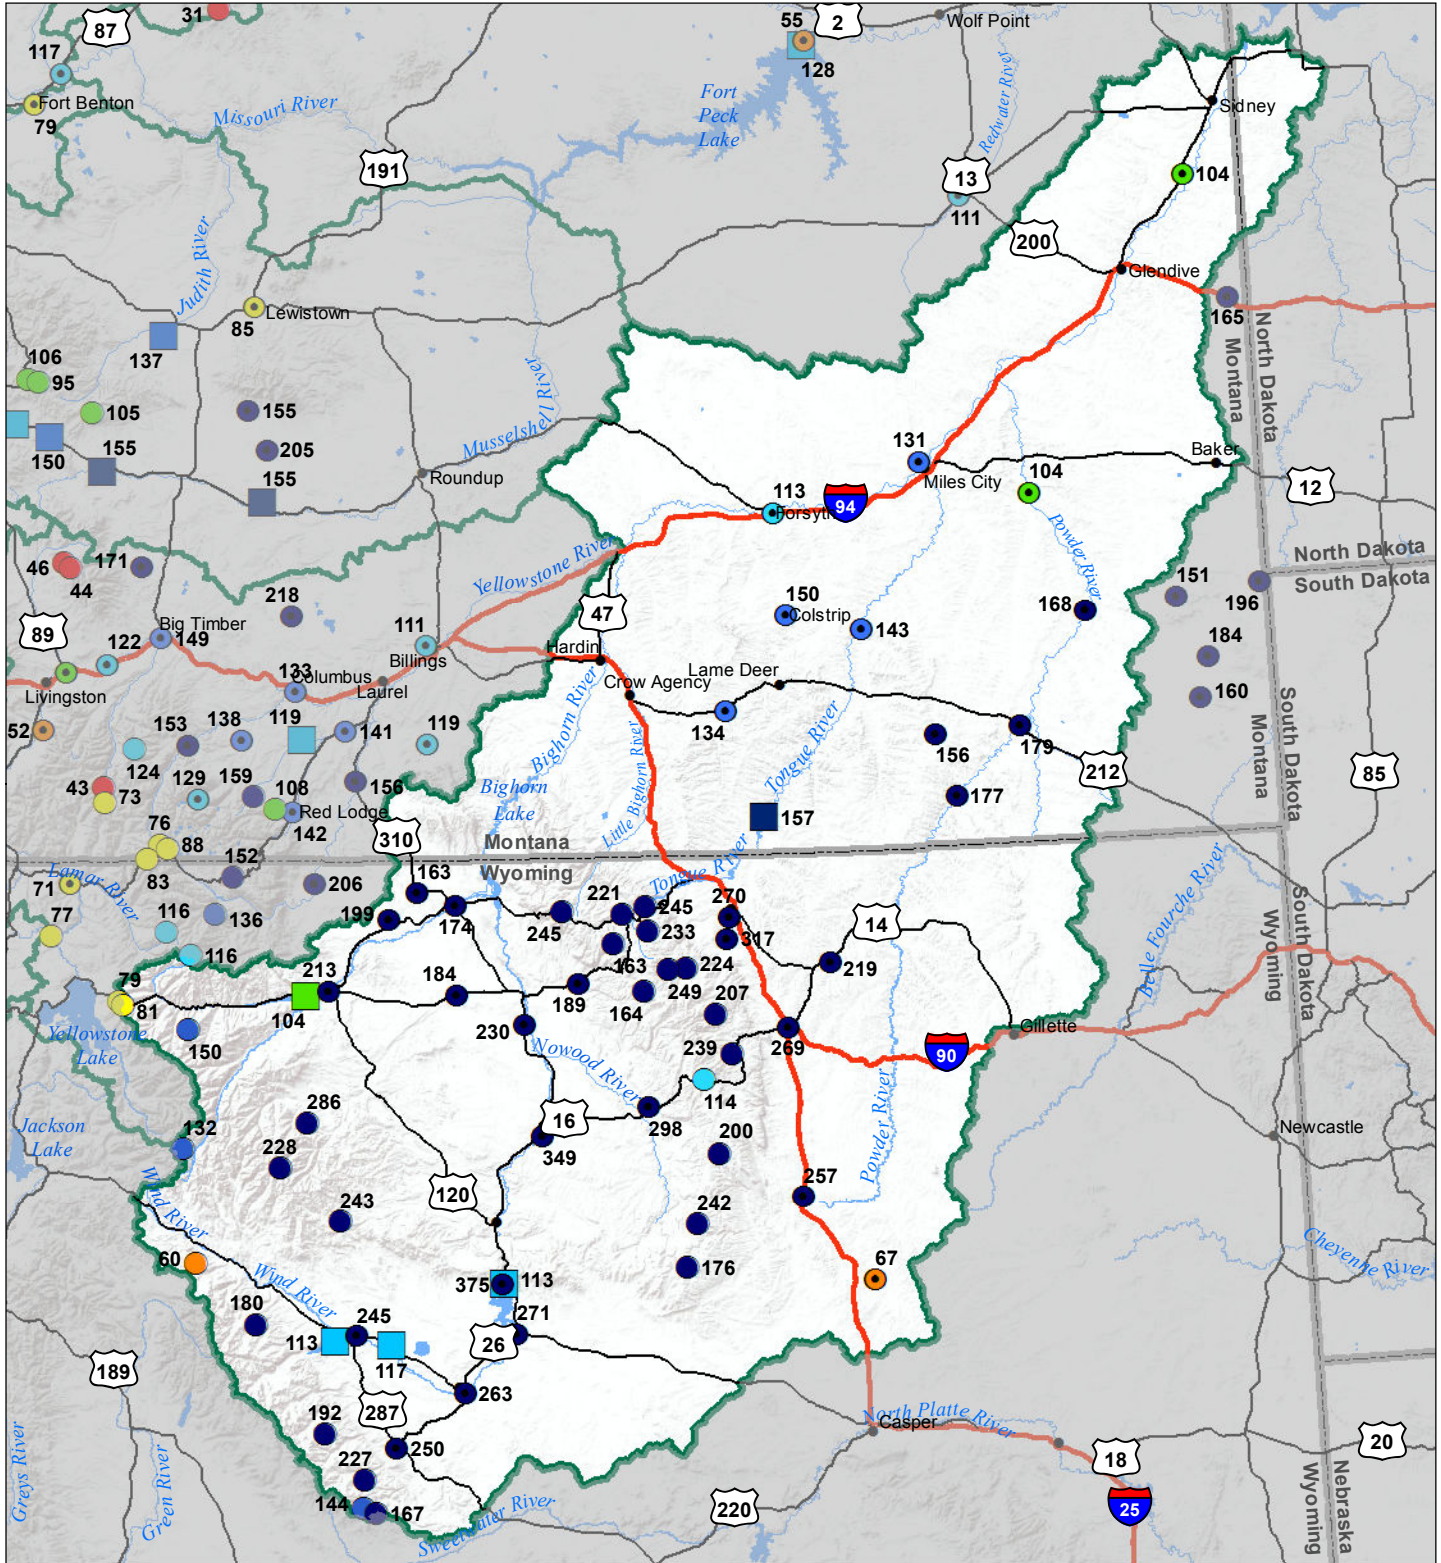 31
87
55
2
Wolf Point
117
128
Fort Benton
79
Missouri River
Fort
Peck
Lake
Redwater River
Sidney
191
13
104
111
Judith River
200
Glendive
85
Lewistown
165
137
North Dakota
Montana
106
95
105
155
Musselshell River
205
150
155
155
Roundup
131
Miles City
Baker
104
12
113
Forsyth
94
Powder River
46
44
171
Yellowstone River
North Dakota
South Dakota
151
196
218
150
Colstrip
47
168
89
Big Timber
149
122
111
Billings
143
184
Hardin
Livingston
133
Columbus
Laurel
Lame Deer
Crow Agency
160
52
153
138
119
141
119
134
Bighorn River
Little Bighorn River
Tongue River
156
179
South Dakota
Montana
124
212
85
43
73
129
159
108
156
Red Lodge
142
Bighorn
Lake
177
157
76
88
83
152
310
Montana
Wyoming
Tongue River
Belle Fourche River
71
Lamar River
206
163
116
136
199
174
221
245
270
245
233
317
14
South Dakota
Wyoming
77
116
79
81
213
104
184
189
163
224
249
164
219
Yellowstone
Lake
150
230
Nowood River
207
269
239
90
Gillette
114
286
16
298
Jackson
Lake
132
228
349
200
Powder River
Newcastle
Wind River
120
257
243
242
60
Wind River
176
67
Cheyenne River
375
113
271
180
245
113
117
26
189
263
287
192
250
North Platte River
Casper
20
227
18
144
167
Sweetwater River
220
25
Greys River
Green River
Nebraska
Wyoming